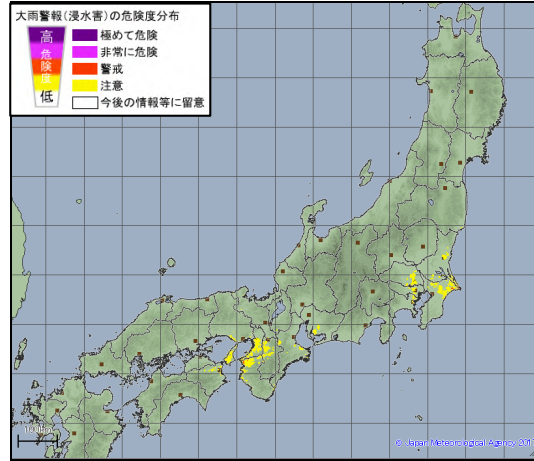 大雨警報(浸水害)の危険度分布
高
危
険
度
低
極めて危険
非常に危険
警戒
注意
今後の情報等に留意
100km
© Japan Meteorological Agency 201